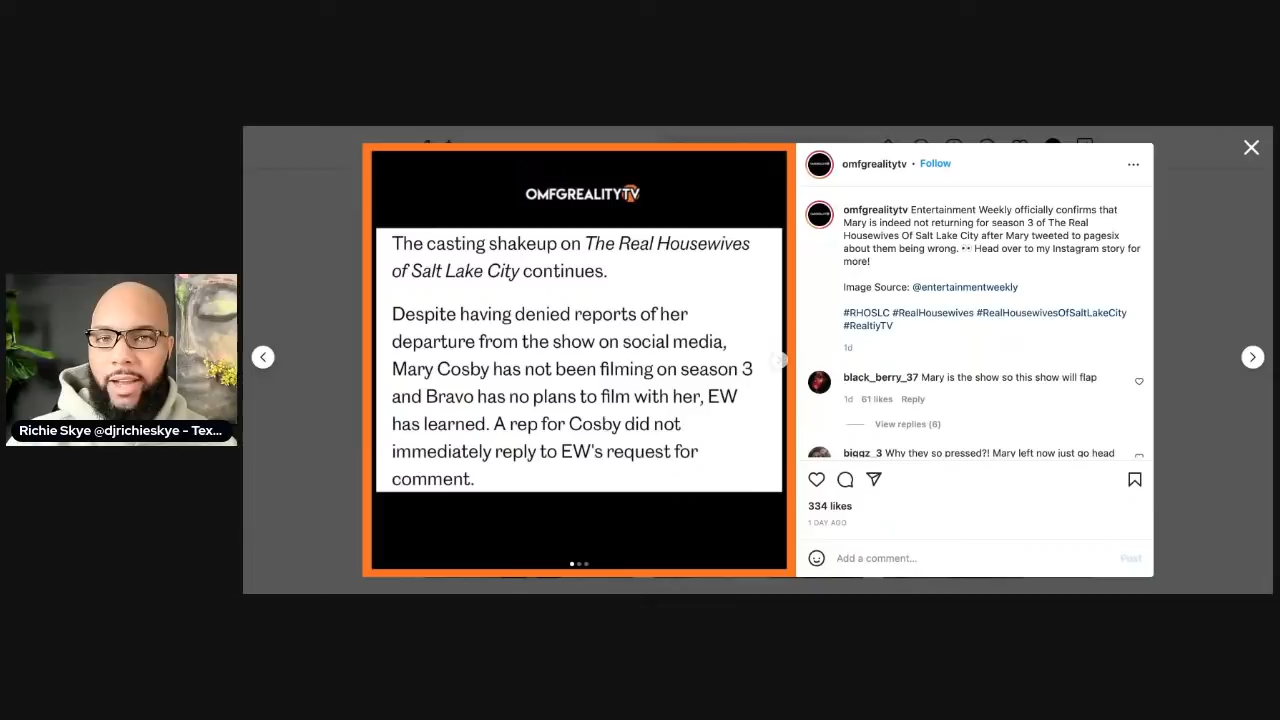 Richie Skye @djrichieskye - Tex...
OMFGREALITYTV
The casting shakeup on The Real Housewives
of Salt Lake City continues.
Despite having denied reports of her
departure from the show on social media,
Mary Cosby has not been filming on season 3
and Bravo has no plans to film with her, EW
has learned. A rep for Cosby did not
immediately reply to EW's request for
comment.
omfgrealitytv • Follow
omfgrealitytv Entertainment Weekly officially confirms that
Mary is indeed not returning for season 3 of The Real
Housewives Of Salt Lake City after Mary tweeted to pagesix
about them being wrong. 👀 Head over to my Instagram story for
more!
Image Source: @entertainmentweekly
#RHOSLC #RealHousewives #RealHousewivesOfSaltLakeCity
#RealtiyTV
1d
black_berry_37 Mary is the show so this show will flap
1d 61 likes Reply
View replies (6)
biggz_3 Why they so pressed?! Mary left now just go head
334 likes
1 DAY AGO
Add a comment...
Post